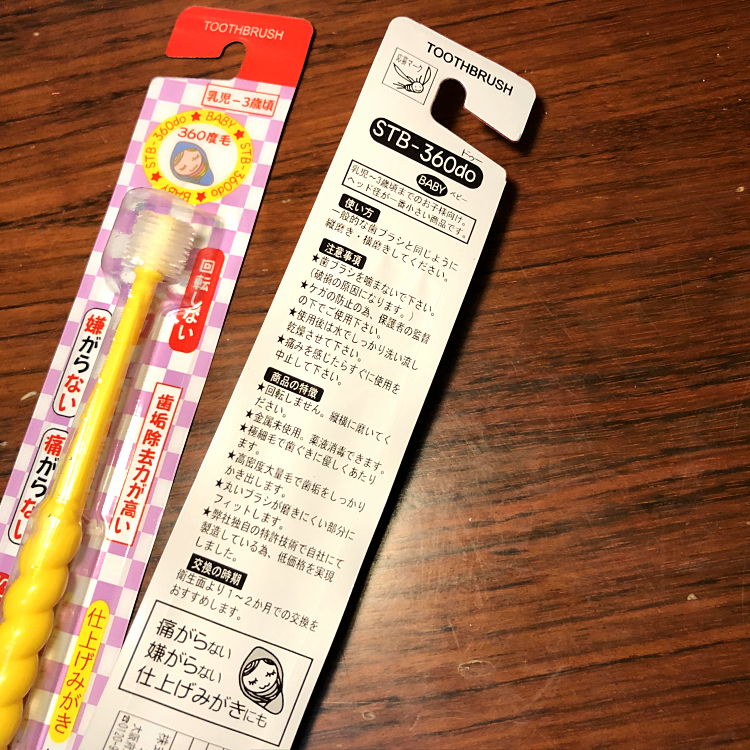 TOOTHBRUSH
乳児-3歳頃
STB-360do ★ BABY ★ STB-360do ★ BABY ★
360度毛
回転しない
嫌がらない
歯垢除去力が高い
痛がらない
仕上げみがき
TOOTHBRUSH
応募マーク
ドゥー
STB-360do
BABY ベビー
乳児~3歳頃までのお子様向け。
ヘッド径が一番小さい商品です。
使い方
一般的な歯ブラシと同じように
縦磨き・横磨きしてください。
注意事項
★歯ブラシを噛まないで下さい。
(破損の原因になります。)
★ケガの防止の為、保護者の監督
の下でご使用下さい。
★使用後は水でしっかり洗い流し
乾燥させて下さい。
★痛みを感じたらすぐに使用を
中止して下さい。
商品の特徴
★回転しません。縦横に磨いてく
ださい。
★金属未使用。薬液消毒できます。
★極細毛で歯ぐきに優しくあたり
ます。
★高密度大量毛で歯垢をしっかり
かき出します。
★丸いブラシが磨きにくい部分に
フィットします。
★弊社独自の特許技術で自社にて
製造している為、低価格を実現
しました。
交換の時期
衛生面より1~2か月での交換を
おすすめします。
痛がらない
嫌がらない
仕上げみがきにも